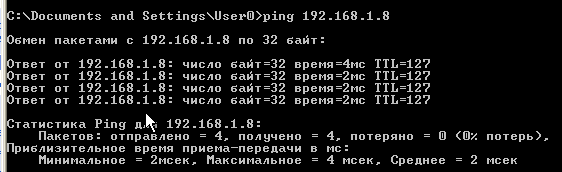 C:\Documents and Settings\User0>ping 192.168.1.8
Обмен пакетами с 192.168.1.8 по 32 байт:
Ответ от 192.168.1.8: число байт=32 время=4мс TTL=127
Ответ от 192.168.1.8: число байт=32 время=2мс TTL=127
Ответ от 192.168.1.8: число байт=32 время=2мс TTL=127
Ответ от 192.168.1.8: число байт=32 время=2мс TTL=127
Статистика Ping для 192.168.1.8:
Пакетов: отправлено = 4, получено = 4, потеряно = 0 (0% потерь),
Приблизительное время приема-передачи в мс:
Минимальное = 2мсек, Максимальное = 4 мсек, Среднее = 2 мсек